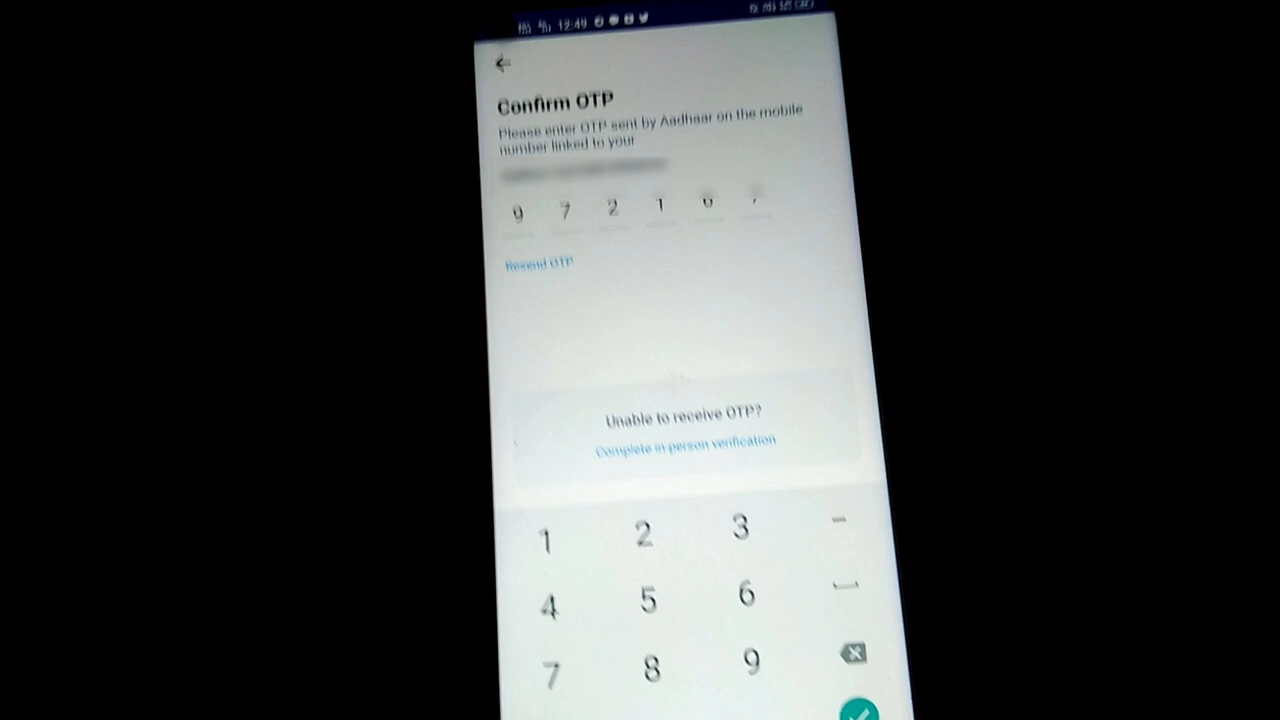 12:49
Confirm OTP
Please enter OTP sent by Aadhaar on the mobile
number linked to your
9 7 2 1
Resend OTP
Unable to receive OTP?
Complete in person verification
1 2 3 -
4 5 6
7 8 9